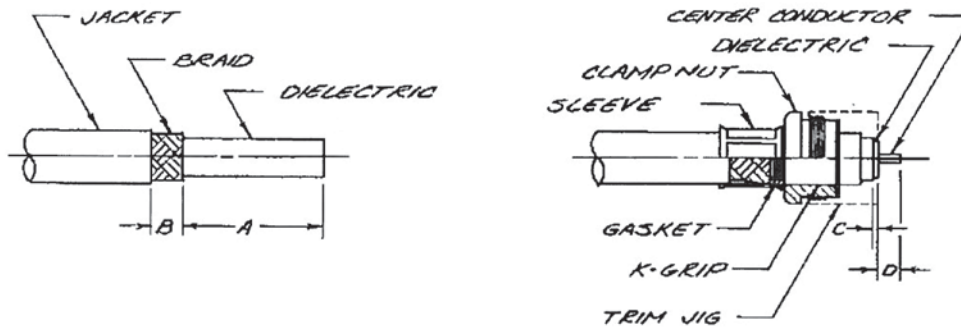 JACKET
BRAID
DIELECTRIC
B
A
CENTER CONDUCTOR
DIELECTRIC
CLAMP NUT
SLEEVE
GASKET
C
K-GRIP
D
TRIM JIG